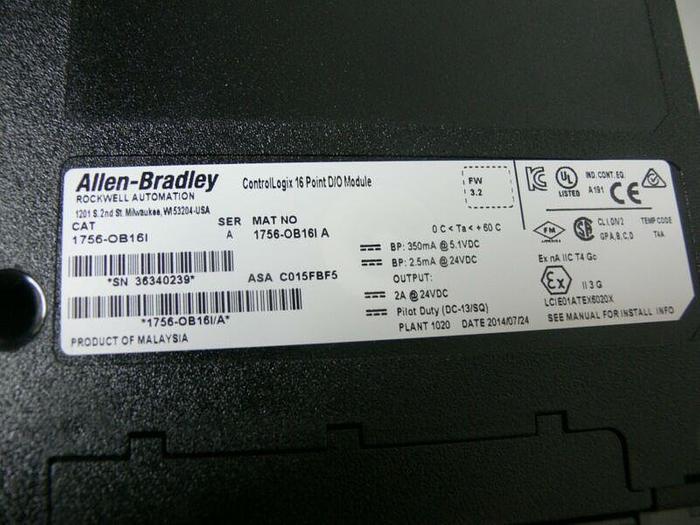 Allen-Bradley
ROCKWELL AUTOMATION
1201 S. 2nd St. Milwaukee, WI 53204-USA
ControlLogix 16 Point D/O Module
FW
3.2
CAT
1756-OB16I
SER
A
MAT NO
1756-OB16I A
*SN 36340239*
ASA C015FBF5
*1756-OB16I/A*
PRODUCT OF MALAYSIA
0 C < Ta < +60 C
BP: 350mA @ 5.1VDC
BP: 2.5mA @ 24VDC
OUTPUT:
2A @ 24VDC
Pilot Duty (DC-13/SQ)
PLANT 1020 DATE 2014/07/24
UL
LISTED
IND. CONT. EQ.
A191
CE
FM
CL I, DIV 2
GP A, B, C, D
TEMP CODE
T4A
Ex nA IIC T4 Gc
Ex
II 3 G
LCIE01ATEX6020X
SEE MANUAL FOR INSTALL INFO